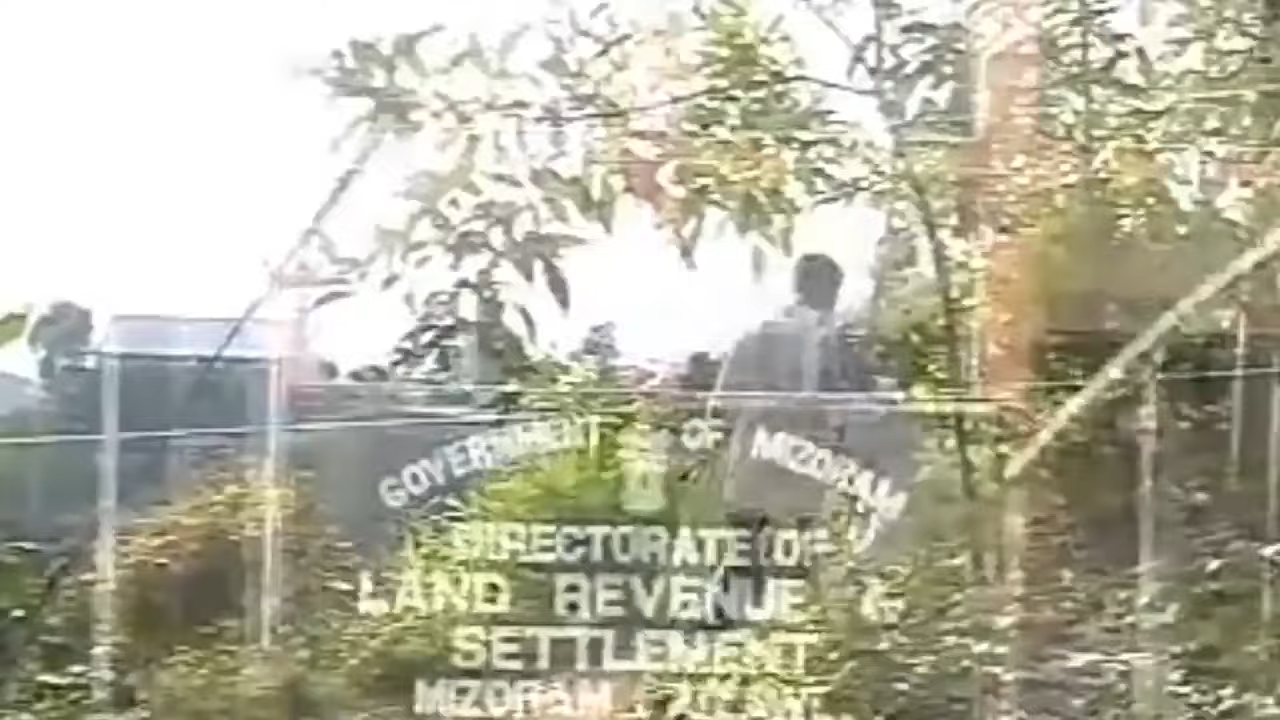 GOVERNMENT OF MIZORAM
DIRECTORATE OF
LAND REVENUE &
SETTLEMENT
MIZORAM